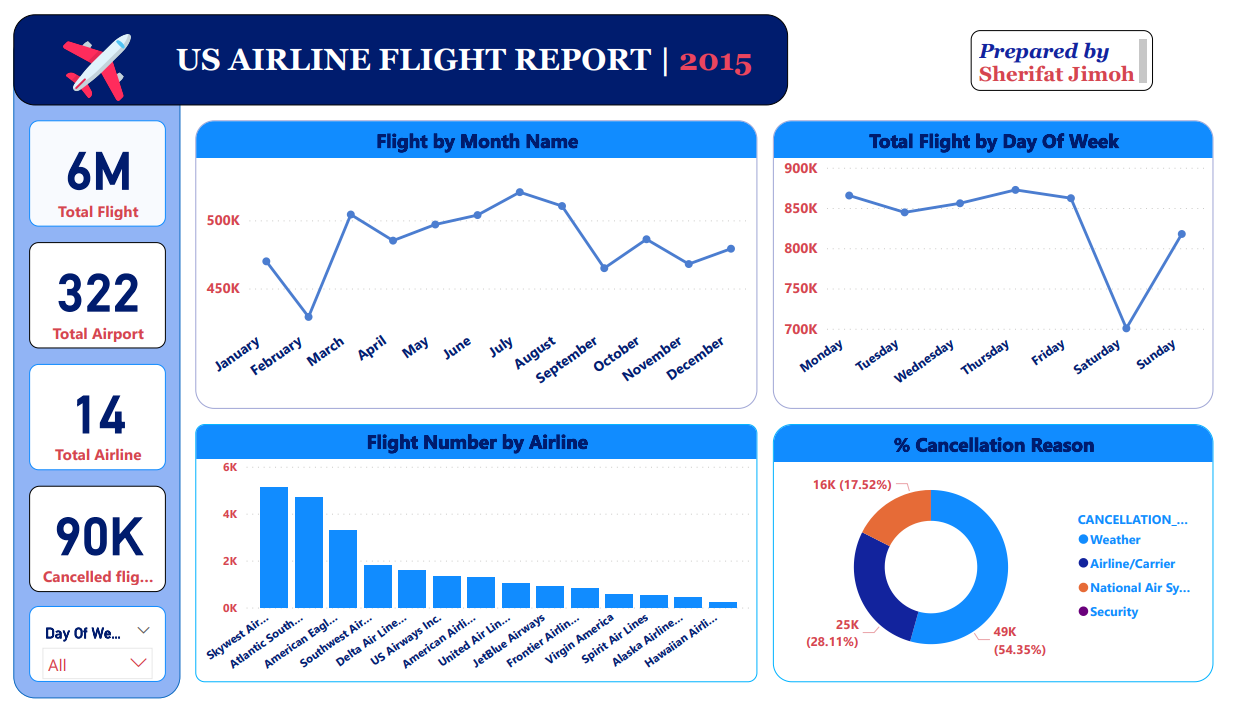 US AIRLINE FLIGHT REPORT | 2015
Prepared by
Sherifat Jimoh
6M
Total Flight
322
Total Airport
14
Total Airline
90K
Cancelled flig...
Day Of We...
All
Flight by Month Name
500K
450K
January
February
March
April
May
June
July
August
September
October
November
December
Total Flight by Day Of Week
900K
850K
800K
750K
700K
Monday
Tuesday
Wednesday
Thursday
Friday
Saturday
Sunday
Flight Number by Airline
6K
4K
2K
0K
Skywest Air...
Atlantic South...
American Eagl...
Southwest Air...
Delta Air Line...
US Airways Inc.
American Airli...
United Air Lin...
JetBlue Airways
Frontier Airlin...
Virgin America
Spirit Air Lines
Alaska Airline...
Hawaiian Airli...
% Cancellation Reason
16K (17.52%)
25K
(28.11%)
49K
(54.35%)
CANCELLATION_...
Weather
Airline/Carrier
National Air Sy...
Security